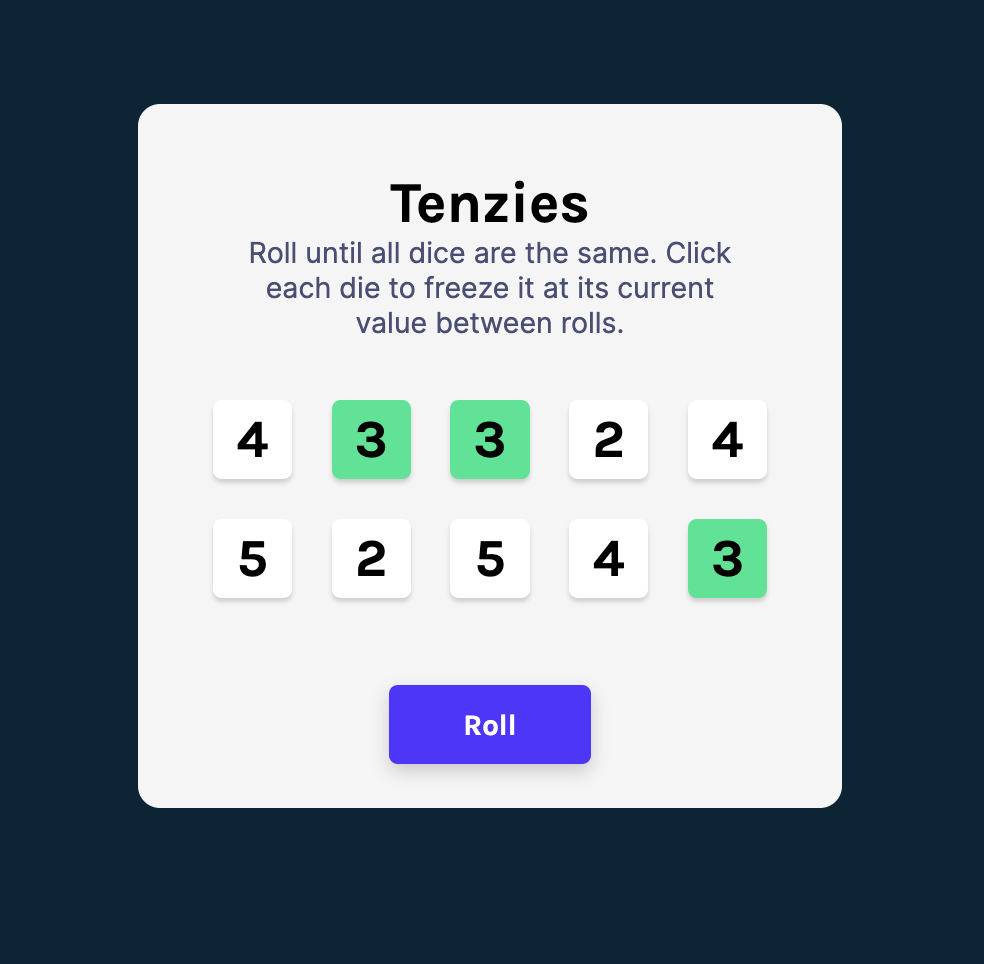 Tenzies
Roll until all dice are the same. Click
each die to freeze it at its current
value between rolls.
4 3 3 2 4
5 2 5 4 3
Roll